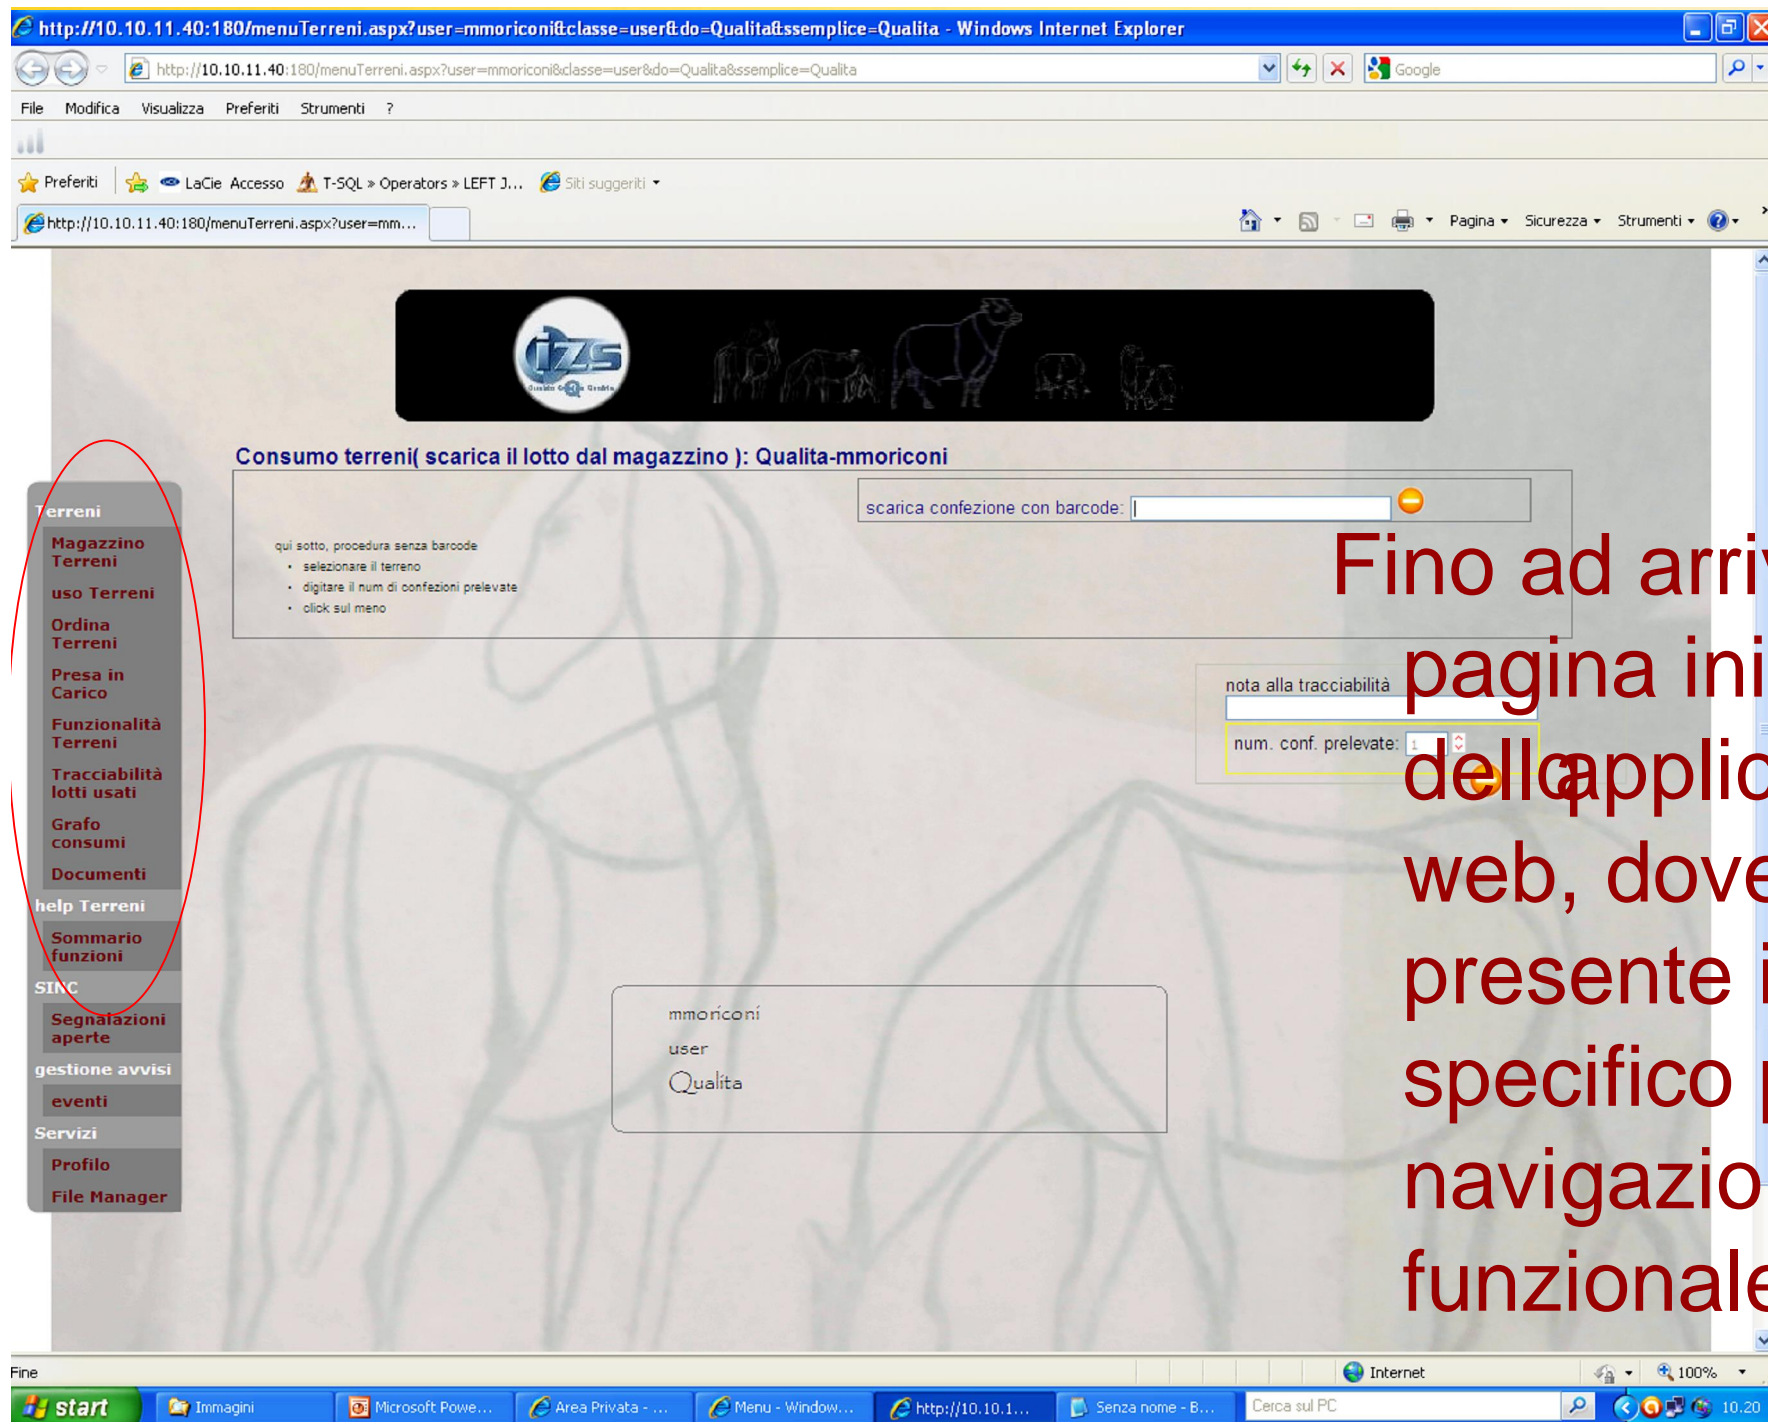 http://10.10.11.40:180/menuTerreni.aspx?user=mmoriconi&classe=user&do=Qualita&ssemplice=Qualita - Windows Internet Explorer
http://10.10.11.40:180/menuTerreni.aspx?user=mmoriconi&classe=user&do=Qualita&ssemplice=Qualita
Google
File Modifica Visualizza Preferiti Strumenti ?
Preferiti LaCie Accesso T-SQL » Operators » LEFT J... Siti suggeriti
http://10.10.11.40:180/menuTerreni.aspx?user=mm...
Pagina Sicurezza Strumenti
izs
Consumo terreni( scarica il lotto dal magazzino ): Qualita-mmoriconi
scarica confezione con barcode:
qui sotto, procedura senza barcode
• selezionare il terreno
• digitare il num di confezioni prelevate
• click sul meno
nota alla tracciabilità
num. conf. prelevate: 1
Terreni
Magazzino
Terreni
uso Terreni
Ordina
Terreni
Presa in
Carico
Funzionalità
Terreni
Tracciabilità
lotti usati
Grafo
consumi
Documenti
help Terreni
Sommario
funzioni
SINC
Segnalazioni
aperte
gestione avvisi
eventi
Servizi
Profilo
File Manager
mmoriconi
user
Qualita
Fino ad arriv
pagina ini
dell applic
web, dove
presente i
specifico p
navigazio
funzionale
Fine
Internet
100%
start Immagini Microsoft Powe... Area Privata - ... Menu - Window... http://10.10.1... Senza nome - B... Cerca sul PC 10.20